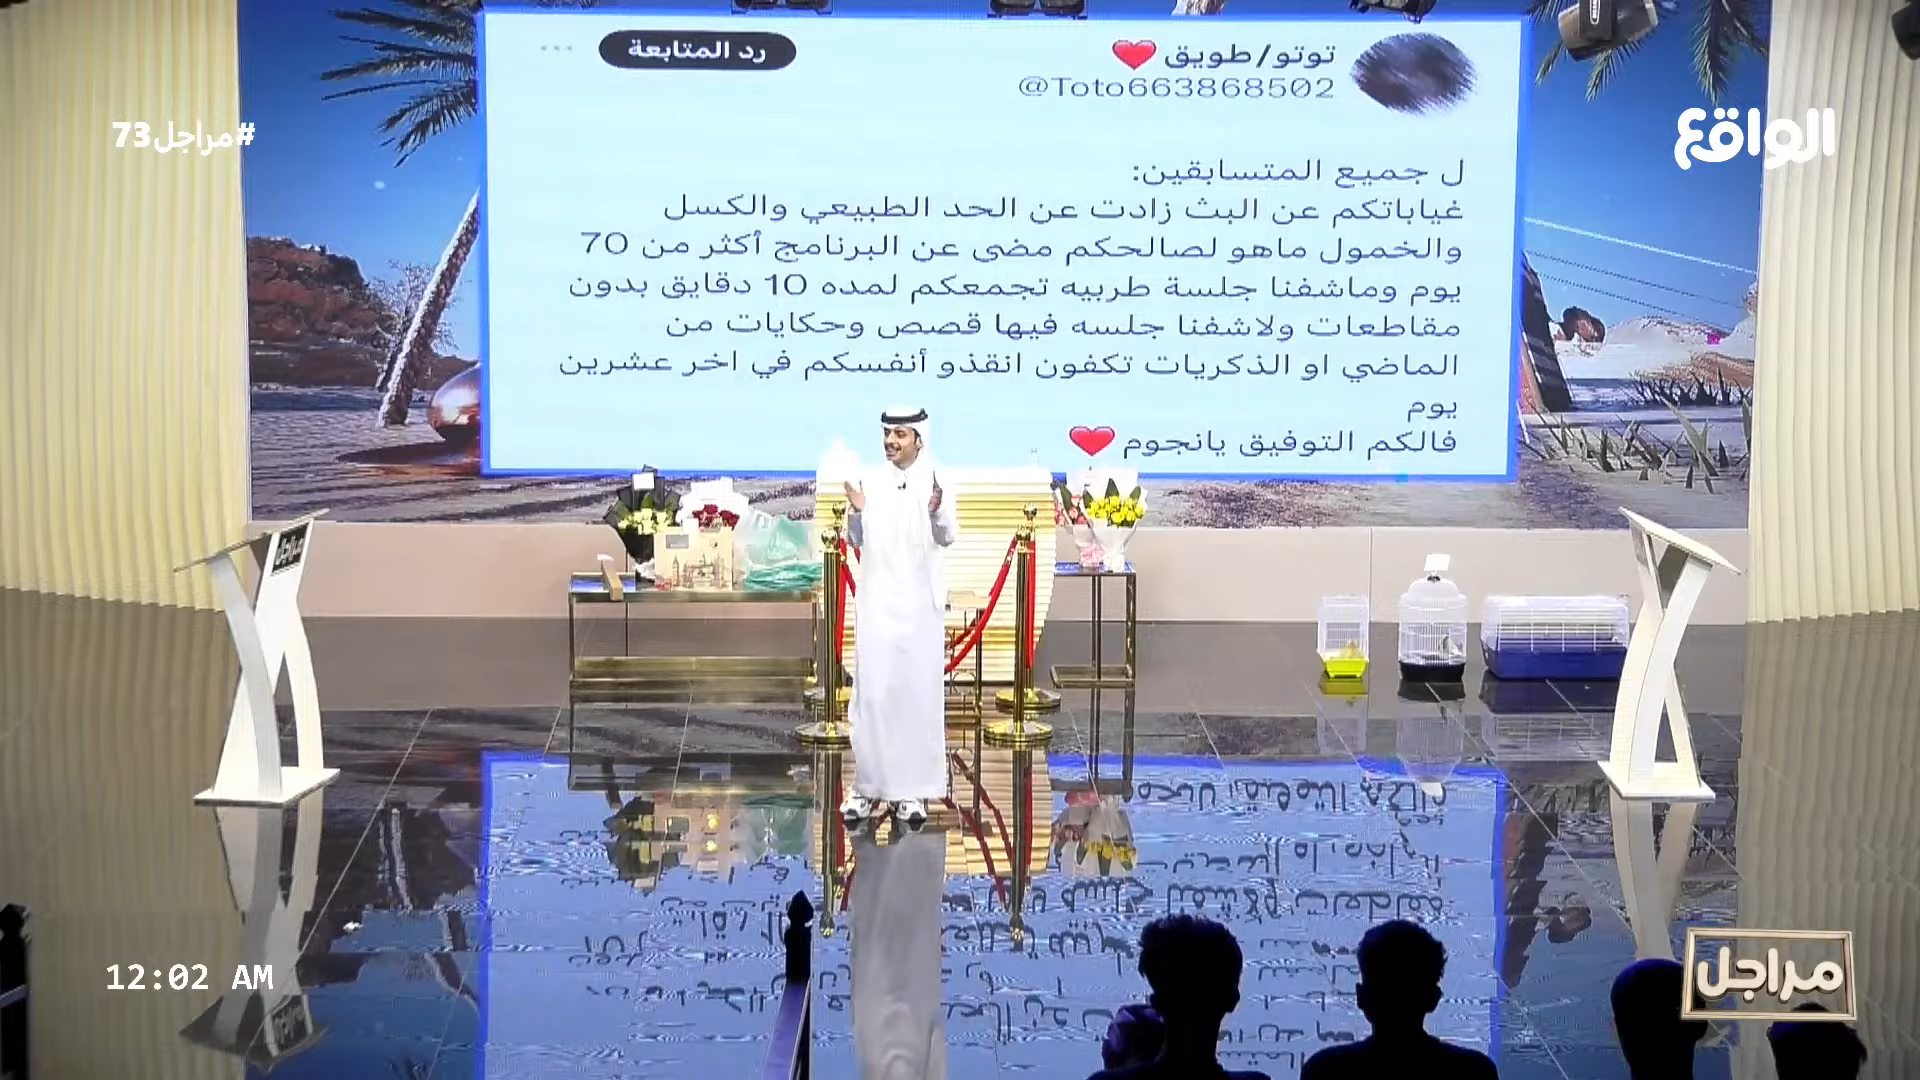 توتو/طويق ❤️
رد المتابعة
@Toto663868502
ل جميع المتسابقين:
غياباتكم عن البث زادت عن الحد الطبيعي والكسل
والخمول ماهو لصالحكم مضى عن البرنامج أكثر من 70
يوم وماشفنا جلسة طربيه تجمعكم لمده 10 دقايق بدون
مقاطعات ولاشفنا جلسه فيها قصص وحكايات من
الماضي او الذكريات تكفون انقذو أنفسكم في اخر عشرين
يوم
فالكم التوفيق يانجوم ❤️
#مراجل73
الواقع
مراجل
12:02 AM
مراجل